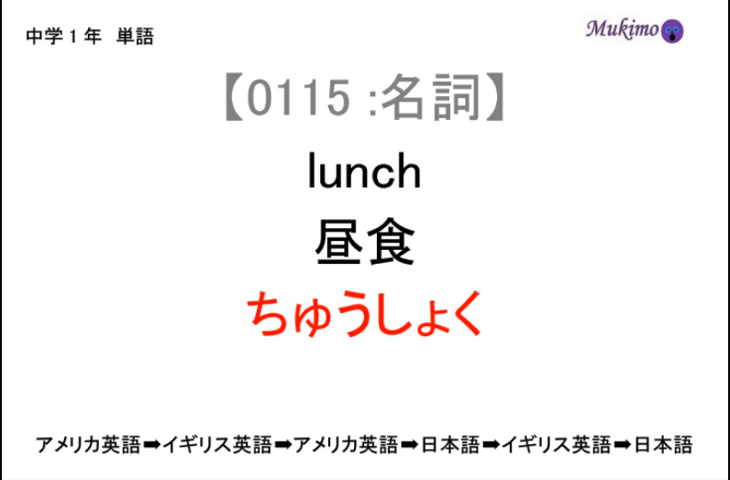 中学1年 単語
Mukimo
【0115 :名詞】
lunch
昼食
ちゅうしょく
アメリカ英語➡イギリス英語➡アメリカ英語➡日本語➡イギリス英語➡日本語